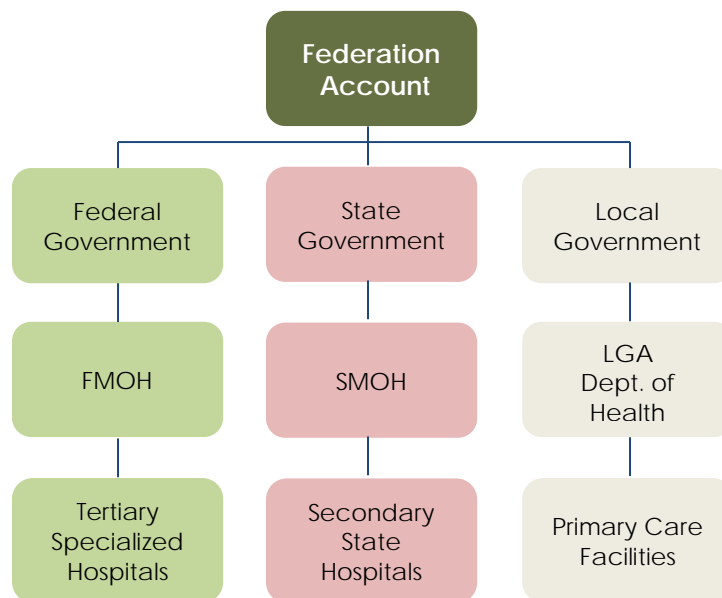 Federation
Account
Federal
Government
State
Government
Local
Government
FMOH
SMOH
LGA
Dept. of
Health
Tertiary
Specialized
Hospitals
Secondary
State
Hospitals
Primary Care
Facilities